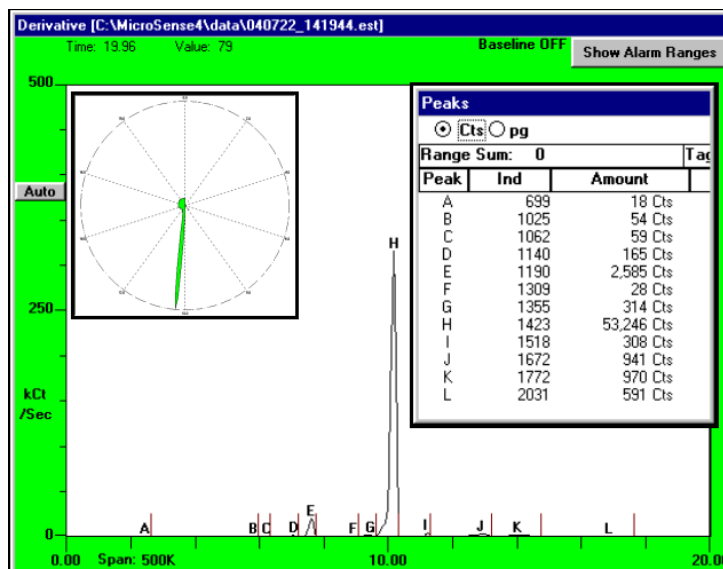 Derivative [C:\MicroSense4\data\040722_141944.est]
Time: 19.96 Value: 79 Baseline OFF Show Alarm Ranges
500
Peaks
Cts pg
Range Sum: 0 Tag
Peak Ind Amount
A 699 18 Cts
B 1025 54 Cts
C 1062 59 Cts
D 1140 165 Cts
E 1190 2,585 Cts
F 1309 28 Cts
G 1355 314 Cts
H 1423 53,246 Cts
I 1518 308 Cts
J 1672 941 Cts
K 1772 970 Cts
L 2031 591 Cts
Auto
H
250
kCt
/Sec
A B C D E F G I J K L
0
0.00 Span: 500K 10.00 20.00